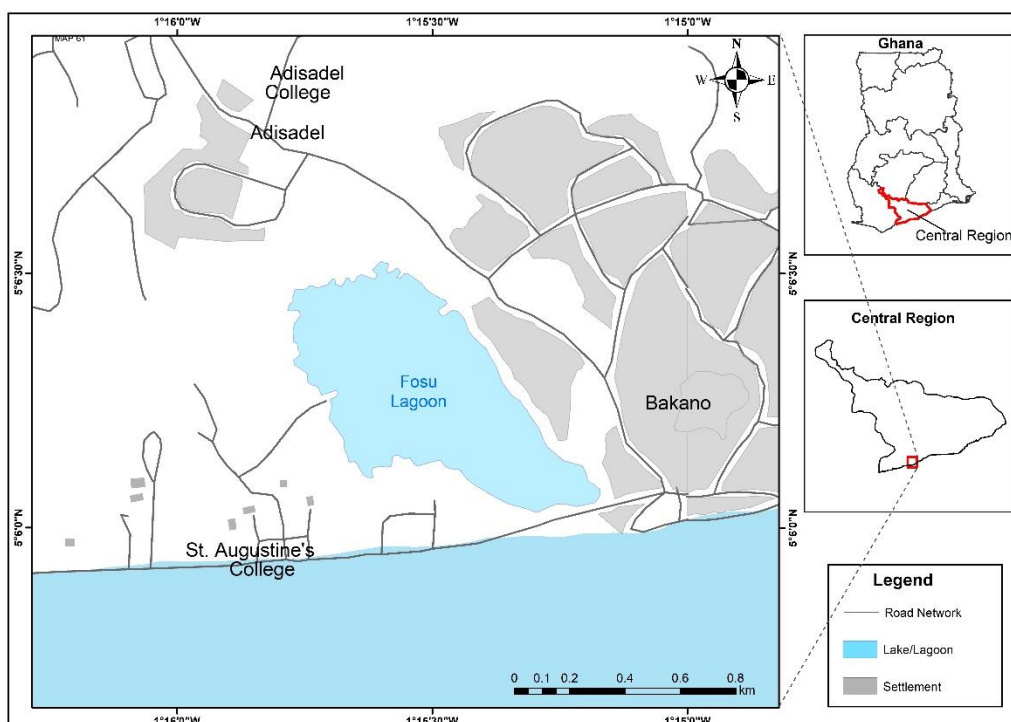 1°16'0"W
1°15'30"W
1°15'0"W
MAP 61
Adisadel
College
Adisadel
N
W
E
S
5°6'30"N
5°6'30"N
Fosu
Lagoon
Bakano
5°6'0"N
5°6'0"N
St. Augustine's
College
0 0.1 0.2 0.4 0.6 0.8
km
1°16'0"W
1°15'30"W
1°15'0"W
Ghana
Central Region
Central Region
Legend
Road Network
Lake/Lagoon
Settlement